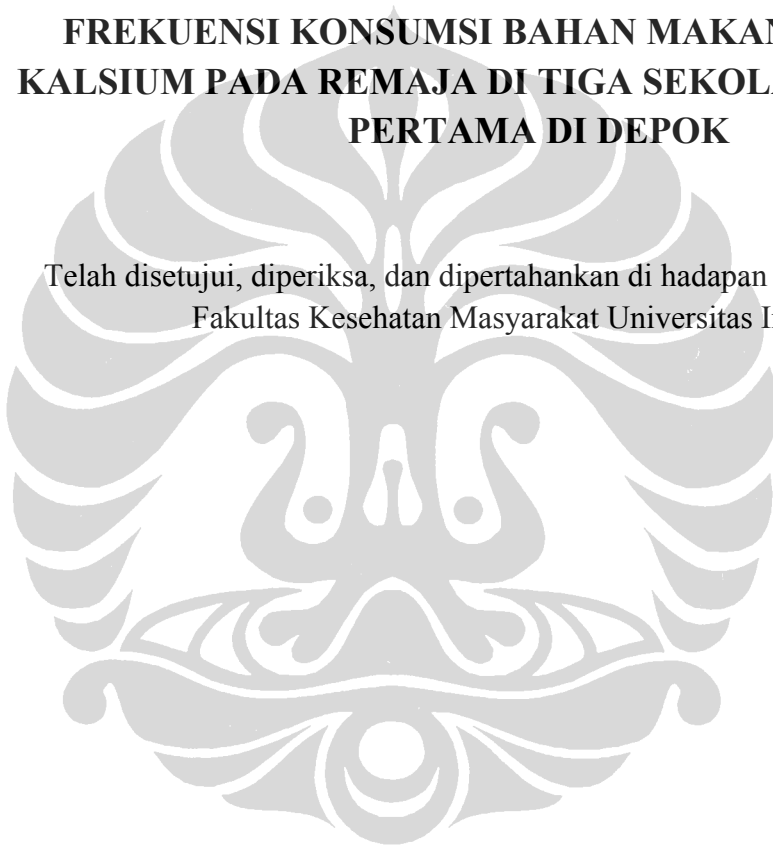 FREKUENSI KONSUMSI BAHAN MAKAN
KALSIUM PADA REMAJA DI TIGA SEKOLA
PERTAMA DI DEPOK
Telah disetujui, diperiksa, dan dipertahankan di hadapan
Fakultas Kesehatan Masyarakat Universitas I